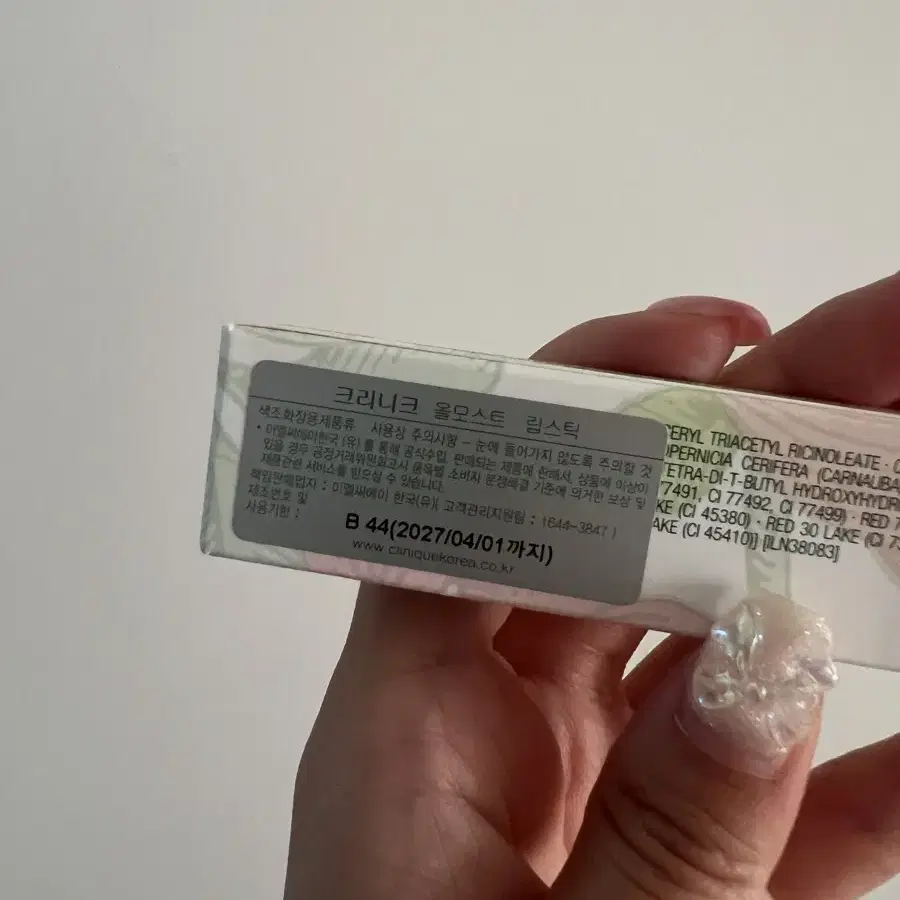 크리니크 올모스트 립스틱
색조화장용제품류 사용상 주의사항 - 눈에 들어가지 않도록 주의할 것
• 이엘씨에이한국 (유)를 통해 공식수입, 판매되는 제품에 한해서, 상품에 이상이
있을 경우 공정거래위원회고시 품목별 소비자 분쟁해결 기준에 의거한 보상 및
제품관련 서비스를 받으실 수 있습니다.
책임판매업자 : 이엘씨에이 한국(유)( 고객관리지원팀 : 1644-3847 )
제조번호 및
사용기한 :
B 44(2027/04/01까지)
www.cliniquekorea.co.kr
CERYL TRIACETYL RICINOLEATE ·
OPERNICIA CERIFERA (CARNAUBA
TETRA-DI-T-BUTYL HYDROXYHYDR
77491, CI 77492, CI 77499) · RED 7
AKE (CI 45380) · RED 30 LAKE (CI 73
AKE (CI 45410)] [ILN38083]